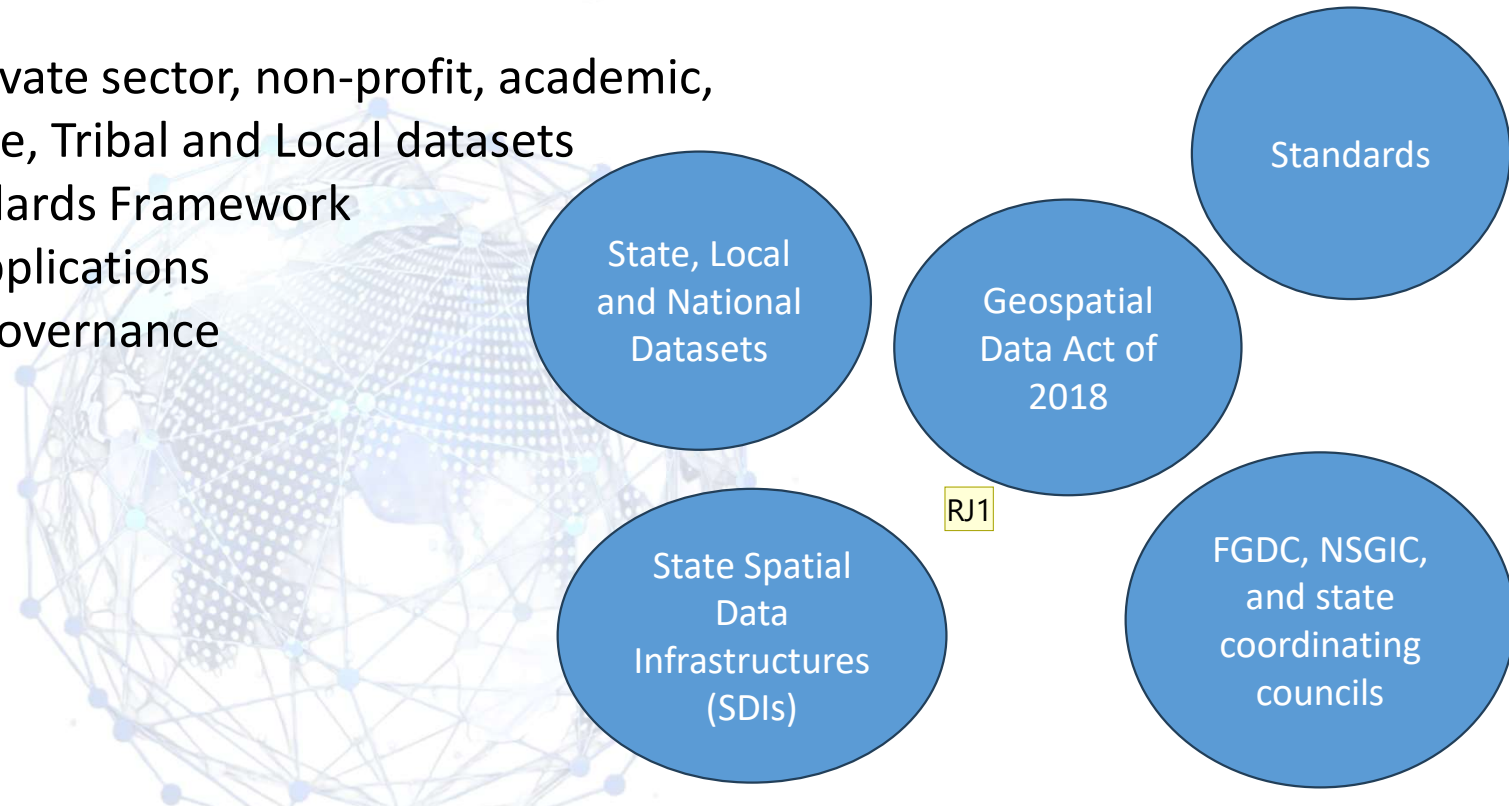 vate sector, non-profit, academic,
e, Tribal and Local datasets
lards Framework
pplications
overnance
State, Local
and National
Datasets
Geospatial
Data Act of
2018
Standards
RJ1
State Spatial
Data
Infrastructures
(SDIs)
FGDC, NSGIC,
and state
coordinating
councils